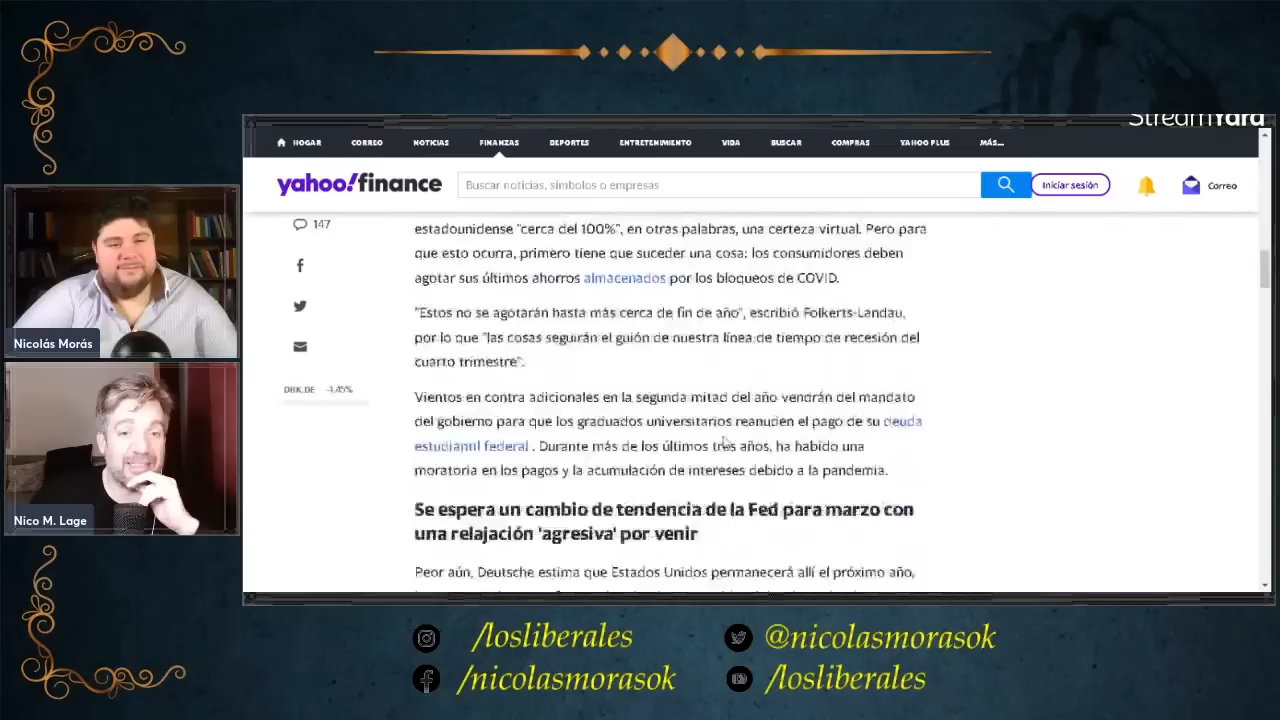 StreamYard
HOGAR CORREO NOTICIAS FINANZAS DEPORTES ENTRETENIMIENTO VIDA BUSCAR COMPRAS YAHOO PLUS MÁS...
yahoo!finance
Buscar noticias, símbolos o empresas
Iniciar sesión
Correo
147
estadounidense "cerca del 100%", en otras palabras, una certeza virtual. Pero para
que esto ocurra, primero tiene que suceder una cosa: los consumidores deben
agotar sus últimos ahorros almacenados por los bloqueos de COVID.
"Estos no se agotarán hasta más cerca de fin de año", escribió Folkerts-Landau,
por lo que "las cosas seguirán el guión de nuestra línea de tiempo de recesión del
cuarto trimestre".
DBK.DE -1,45%
Vientos en contra adicionales en la segunda mitad del año vendrán del mandato
del gobierno para que los graduados universitarios reanuden el pago de su deuda
estudiantil federal . Durante más de los últimos tres años, ha habido una
moratoria en los pagos y la acumulación de intereses debido a la pandemia.
Se espera un cambio de tendencia de la Fed para marzo con
una relajación 'agresiva' por venir
Peor aún, Deutsche estima que Estados Unidos permanecerá allí el próximo año,
Nicolás Morás
Nico M. Lage
/losliberales
@nicolasmorasok
/nicolasmorasok
/losliberales